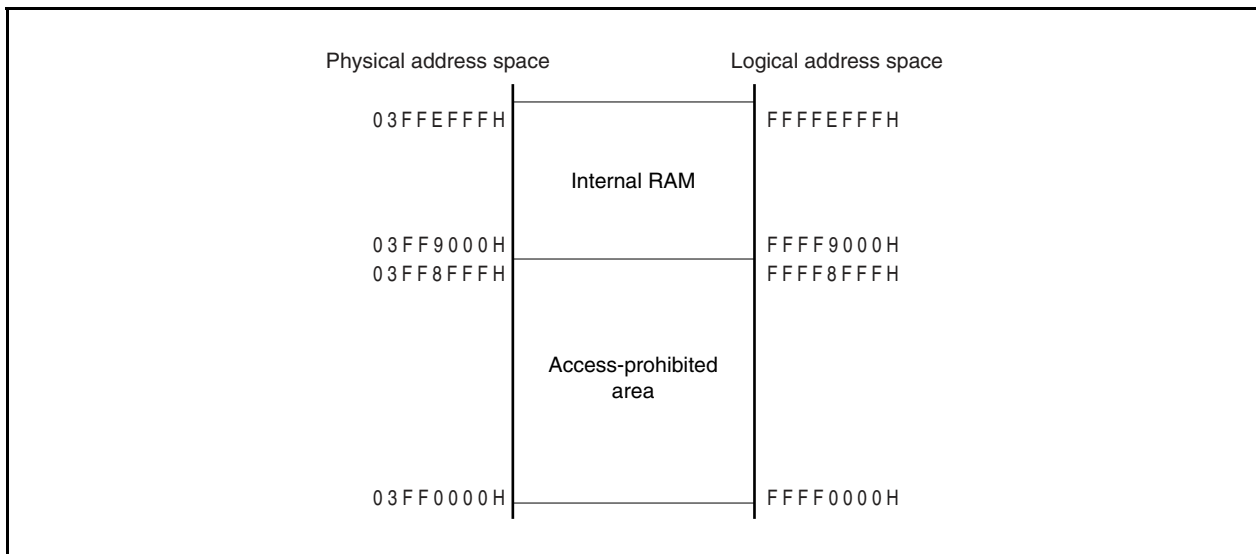 Physical address space Logical address space
03FFEFFFH FFFFEFFFH
Internal RAM
03FF9000H FFFF9000H
03FF8FFFH FFFF8FFFH
Access-prohibited
area
03FF0000H FFFF0000H